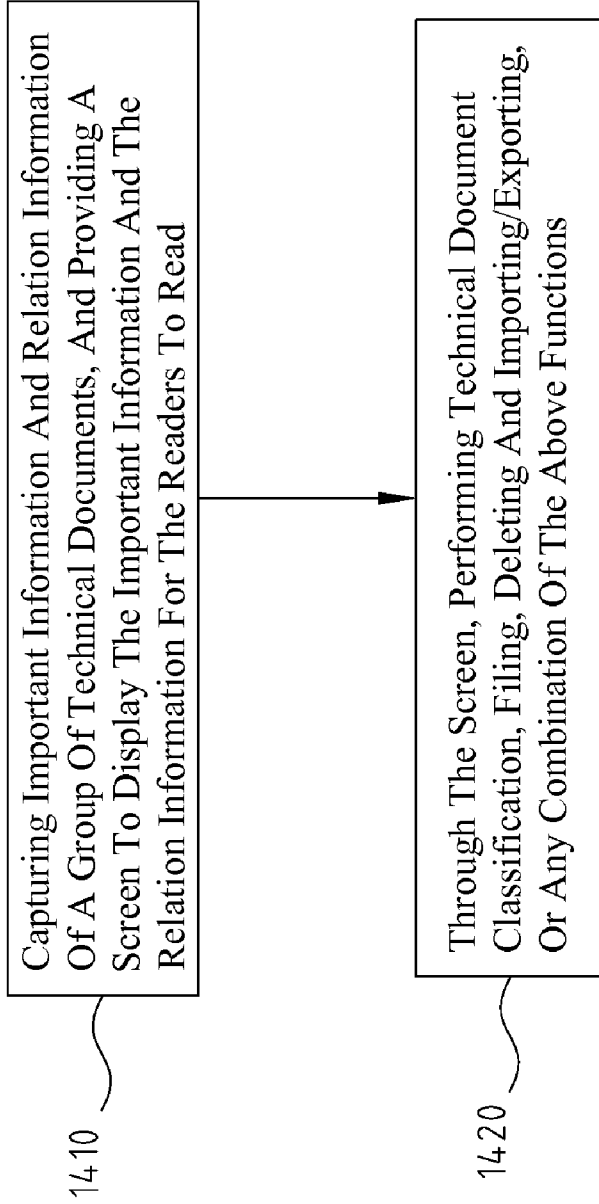 Capturing Important Information And Relation Information
Of A Group Of Technical Documents, And Providing A
Screen To Display The Important Information And The
Relation Information For The Readers To Read
1410
Through The Screen, Performing Technical Document
Classification, Filing, Deleting And Importing/Exporting,
Or Any Combination Of The Above Functions
1420